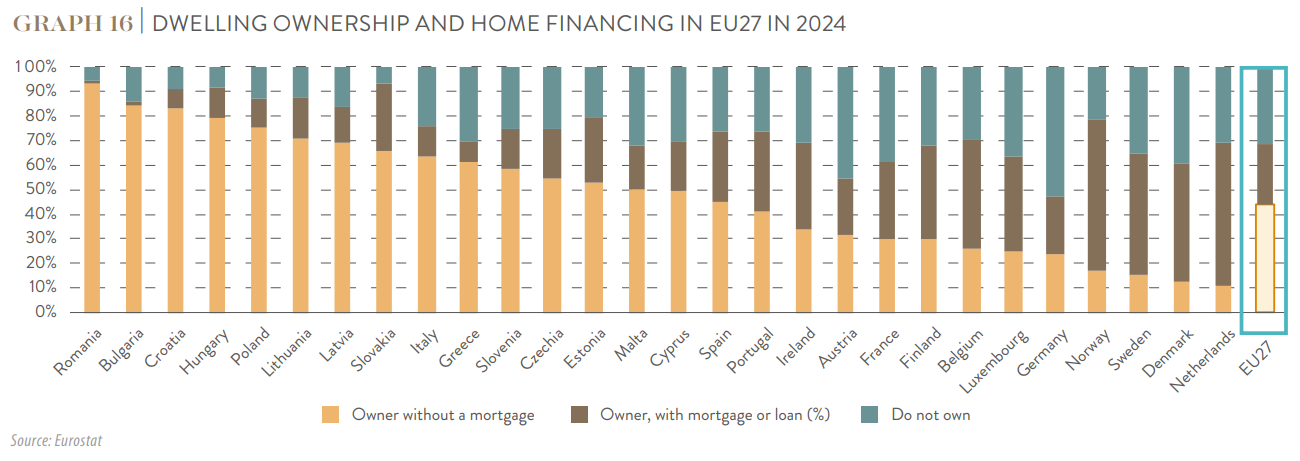 GRAPH 16 | DWELLING OWNERSHIP AND HOME FINANCING IN EU27 IN 2024
100%
90%
80%
70%
60%
50%
40%
30%
20%
10%
0%
Romania
Bulgaria
Croatia
Hungary
Poland
Lithuania
Latvia
Slovakia
Italy
Greece
Slovenia
Czechia
Estonia
Malta
Cyprus
Spain
Portugal
Ireland
Austria
France
Finland
Belgium
Luxembourg
Germany
Norway
Sweden
Denmark
Netherlands
EU27
Owner without a mortgage
Owner, with mortgage or loan (%)
Do not own
Source: Eurostat